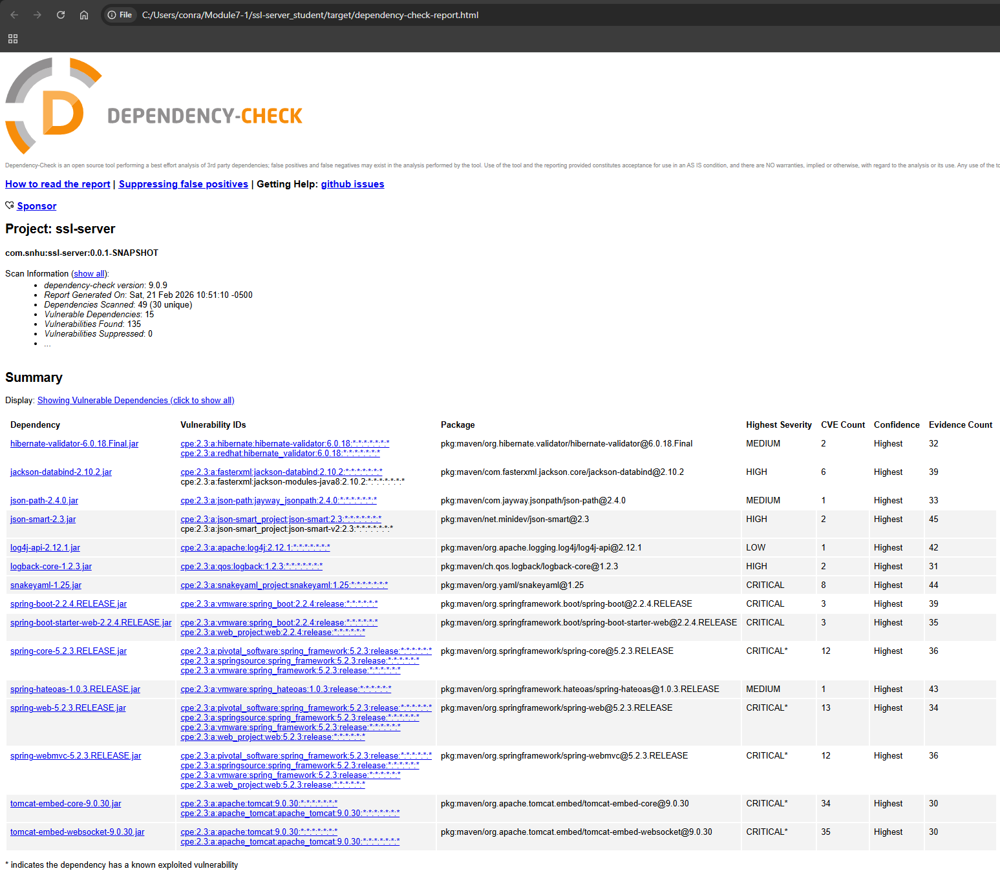 File C:/Users/conra/Module7-1/ssl-server_student/target/dependency-check-report.html
D
DEPENDENCY-CHECK
Dependency-Check is an open source tool performing a best effort analysis of 3rd party dependencies; false positives and false negatives may exist in the analysis performed by the tool. Use of the tool and the reporting provided constitutes acceptance for use in an AS IS condition, and there are NO warranties, implied or otherwise, with regard to the analysis or its use. Any use of the
How to read the report | Suppressing false positives | Getting Help: github issues
Sponsor
Project: ssl-server
com.snhu:ssl-server:0.0.1-SNAPSHOT
Scan Information (show all):
• dependency-check version: 9.0.9
• Report Generated On: Sat, 21 Feb 2026 10:51:10 -0500
• Dependencies Scanned: 49 (30 unique)
• Vulnerable Dependencies: 15
• Vulnerabilities Found: 135
• Vulnerabilities Suppressed: 0
• ...
Summary
Display: Showing Vulnerable Dependencies (click to show all)
Dependency Vulnerability IDs Package Highest Severity CVE Count Confidence Evidence Count
hibernate-validator-6.0.18.Final.jar cpe:2.3:a:hibernate:hibernate-validator:6.0.18:*:*:*:*:*:*:* pkg:maven/org.hibernate.validator/hibernate-validator@6.0.18.Final MEDIUM 2 Highest 32
cpe:2.3:a:redhat:hibernate_validator:6.0.18:*:*:*:*:*:*:*
jackson-databind-2.10.2.jar cpe:2.3:a:fasterxml:jackson-databind:2.10.2:*:*:*:*:*:*:* pkg:maven/com.fasterxml.jackson.core/jackson-databind@2.10.2 HIGH 6 Highest 39
cpe:2.3:a:fasterxml:jackson-modules-java8:2.10.2:*:*:*:*:*:*:*
json-path-2.4.0.jar cpe:2.3:a:json-path:jayway_jsonpath:2.4.0:*:*:*:*:*:*:* pkg:maven/com.jayway.jsonpath/json-path@2.4.0 MEDIUM 1 Highest 33
json-smart-2.3.jar cpe:2.3:a:json-smart_project:json-smart:2.3:*:*:*:*:*:*:* pkg:maven/net.minidev/json-smart@2.3 HIGH 2 Highest 45
cpe:2.3:a:json-smart_project:json-smart-v2:2.3:*:*:*:*:*:*:*
log4j-api-2.12.1.jar cpe:2.3:a:apache:log4j:2.12.1:*:*:*:*:*:*:* pkg:maven/org.apache.logging.log4j/log4j-api@2.12.1 LOW 1 Highest 42
logback-core-1.2.3.jar cpe:2.3:a:qos:logback:1.2.3:*:*:*:*:*:*:* pkg:maven/ch.qos.logback/logback-core@1.2.3 HIGH 2 Highest 31
snakeyaml-1.25.jar cpe:2.3:a:snakeyaml_project:snakeyaml:1.25:*:*:*:*:*:*:* pkg:maven/org.yaml/snakeyaml@1.25 CRITICAL 8 Highest 44
spring-boot-2.2.4.RELEASE.jar cpe:2.3:a:vmware:spring_boot:2.2.4:release:*:*:*:*:*:* pkg:maven/org.springframework.boot/spring-boot@2.2.4.RELEASE CRITICAL 3 Highest 39
spring-boot-starter-web-2.2.4.RELEASE.jar cpe:2.3:a:vmware:spring_boot:2.2.4:release:*:*:*:*:*:* pkg:maven/org.springframework.boot/spring-boot-starter-web@2.2.4.RELEASE CRITICAL 3 Highest 35
cpe:2.3:a:web_project:web:2.2.4:release:*:*:*:*:*:*
spring-core-5.2.3.RELEASE.jar cpe:2.3:a:pivotal_software:spring_framework:5.2.3:release:*:*:*:*:*:* pkg:maven/org.springframework/spring-core@5.2.3.RELEASE CRITICAL* 12 Highest 36
cpe:2.3:a:springsource:spring_framework:5.2.3:release:*:*:*:*:*:*
cpe:2.3:a:vmware:spring_framework:5.2.3:release:*:*:*:*:*:*
spring-hateoas-1.0.3.RELEASE.jar cpe:2.3:a:vmware:spring_hateoas:1.0.3:release:*:*:*:*:*:* pkg:maven/org.springframework.hateoas/spring-hateoas@1.0.3.RELEASE MEDIUM 1 Highest 43
spring-web-5.2.3.RELEASE.jar cpe:2.3:a:pivotal_software:spring_framework:5.2.3:release:*:*:*:*:*:* pkg:maven/org.springframework/spring-web@5.2.3.RELEASE CRITICAL* 13 Highest 34
cpe:2.3:a:springsource:spring_framework:5.2.3:release:*:*:*:*:*:*
cpe:2.3:a:vmware:spring_framework:5.2.3:release:*:*:*:*:*:*
cpe:2.3:a:web_project:web:5.2.3:release:*:*:*:*:*:*
spring-webmvc-5.2.3.RELEASE.jar cpe:2.3:a:pivotal_software:spring_framework:5.2.3:release:*:*:*:*:*:* pkg:maven/org.springframework/spring-webmvc@5.2.3.RELEASE CRITICAL* 12 Highest 36
cpe:2.3:a:springsource:spring_framework:5.2.3:release:*:*:*:*:*:*
cpe:2.3:a:vmware:spring_framework:5.2.3:release:*:*:*:*:*:*
cpe:2.3:a:web_project:web:5.2.3:release:*:*:*:*:*:*
tomcat-embed-core-9.0.30.jar cpe:2.3:a:apache:tomcat:9.0.30:*:*:*:*:*:*:* pkg:maven/org.apache.tomcat.embed/tomcat-embed-core@9.0.30 CRITICAL* 34 Highest 30
cpe:2.3:a:apache_tomcat:apache_tomcat:9.0.30:*:*:*:*:*:*:*
tomcat-embed-websocket-9.0.30.jar cpe:2.3:a:apache:tomcat:9.0.30:*:*:*:*:*:*:* pkg:maven/org.apache.tomcat.embed/tomcat-embed-websocket@9.0.30 CRITICAL* 35 Highest 30
cpe:2.3:a:apache_tomcat:apache_tomcat:9.0.30:*:*:*:*:*:*:*
* indicates the dependency has a known exploited vulnerability